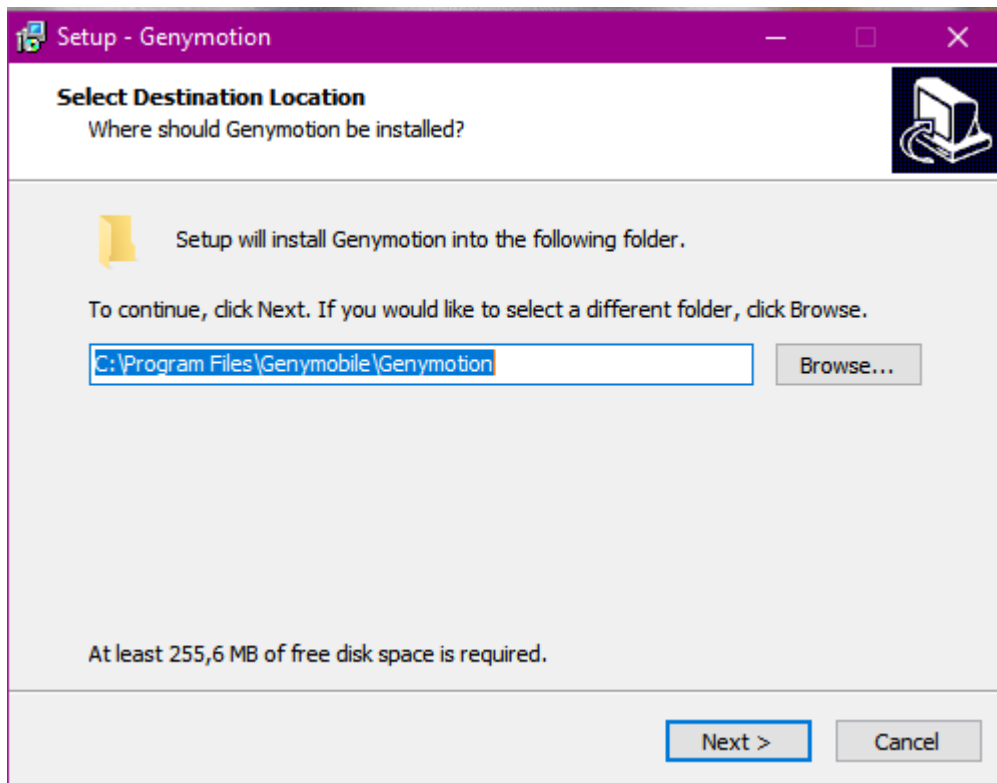 Setup - Genymotion
Select Destination Location
Where should Genymotion be installed?
Setup will install Genymotion into the following folder.
To continue, click Next. If you would like to select a different folder, click Browse.
C:\Program Files\Genymobile\Genymotion
Browse...
At least 255,6 MB of free disk space is required.
Next >
Cancel